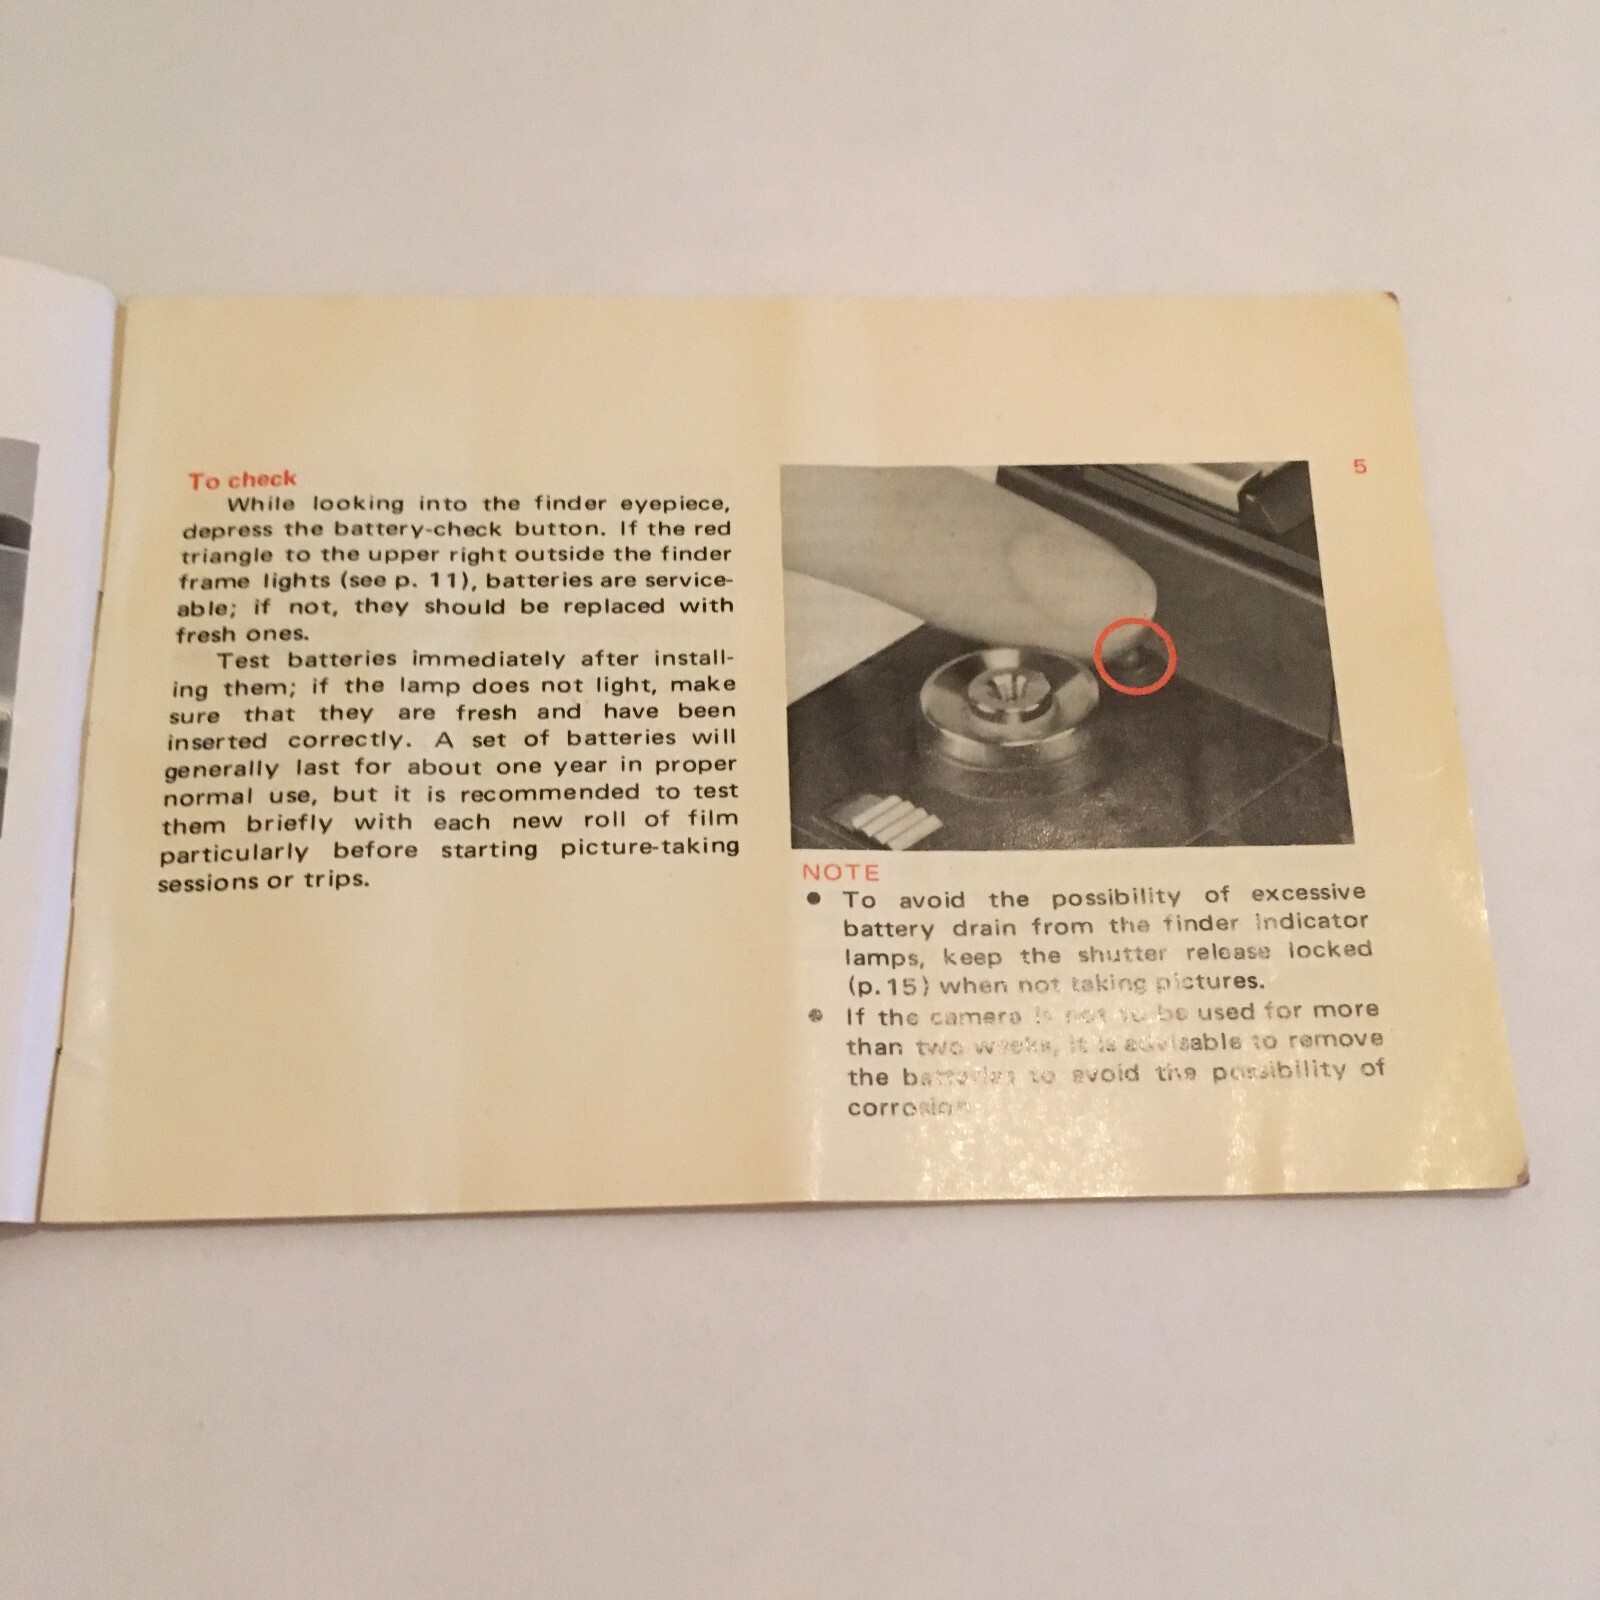 To check
While looking into the finder eyepiece,
depress the battery-check button. If the red
triangle to the upper right outside the finder
frame lights (see p. 11), batteries are service-
able; if not, they should be replaced with
fresh ones.
Test batteries immediately after install-
ing them; if the lamp does not light, make
sure that they are fresh and have been
inserted correctly. A set of batteries will
generally last for about one year in proper
normal use, but it is recommended to test
them briefly with each new roll of film
particularly before starting picture-taking
sessions or trips.
5
NOTE
● To avoid the possibility of excessive
battery drain from the finder indicator
lamps, keep the shutter release locked
(p.15) when not taking pictures.
● If the camera is not to be used for more
than two weeks, it is advisable to remove
the batteries to avoid the possibility of
corrosion